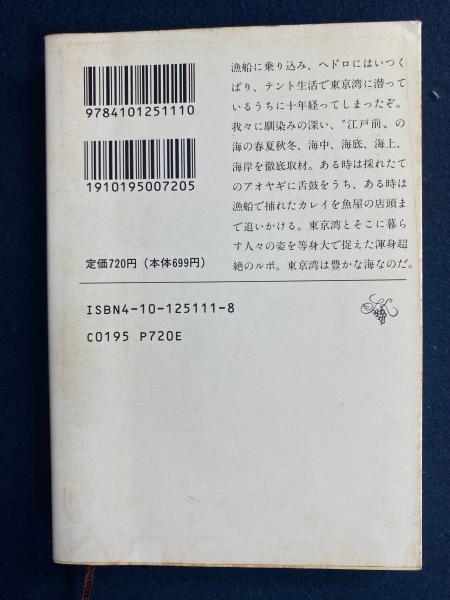 漁船に乗り込み、ヘドロにはいつく
ばり、テント生活で東京湾に潜って
いるうちに十年経ってしまったぞ。
我々に馴染みの深い、〝江戸前〟の
海の春夏秋冬、海中、海底、海上、
海岸を徹底取材。ある時は採れたて
のアオヤギに舌鼓をうち、ある時は
漁船で捕れたカレイを魚屋の店頭ま
で追いかける。東京湾とそこに暮ら
す人々の姿を等身大で捉えた渾身超
絶のルポ。東京湾は豊かな海なのだ。
9784101251110
1910195007205
定価720円（本体699円）
ISBN4-10-125111-8
C0195 P720E